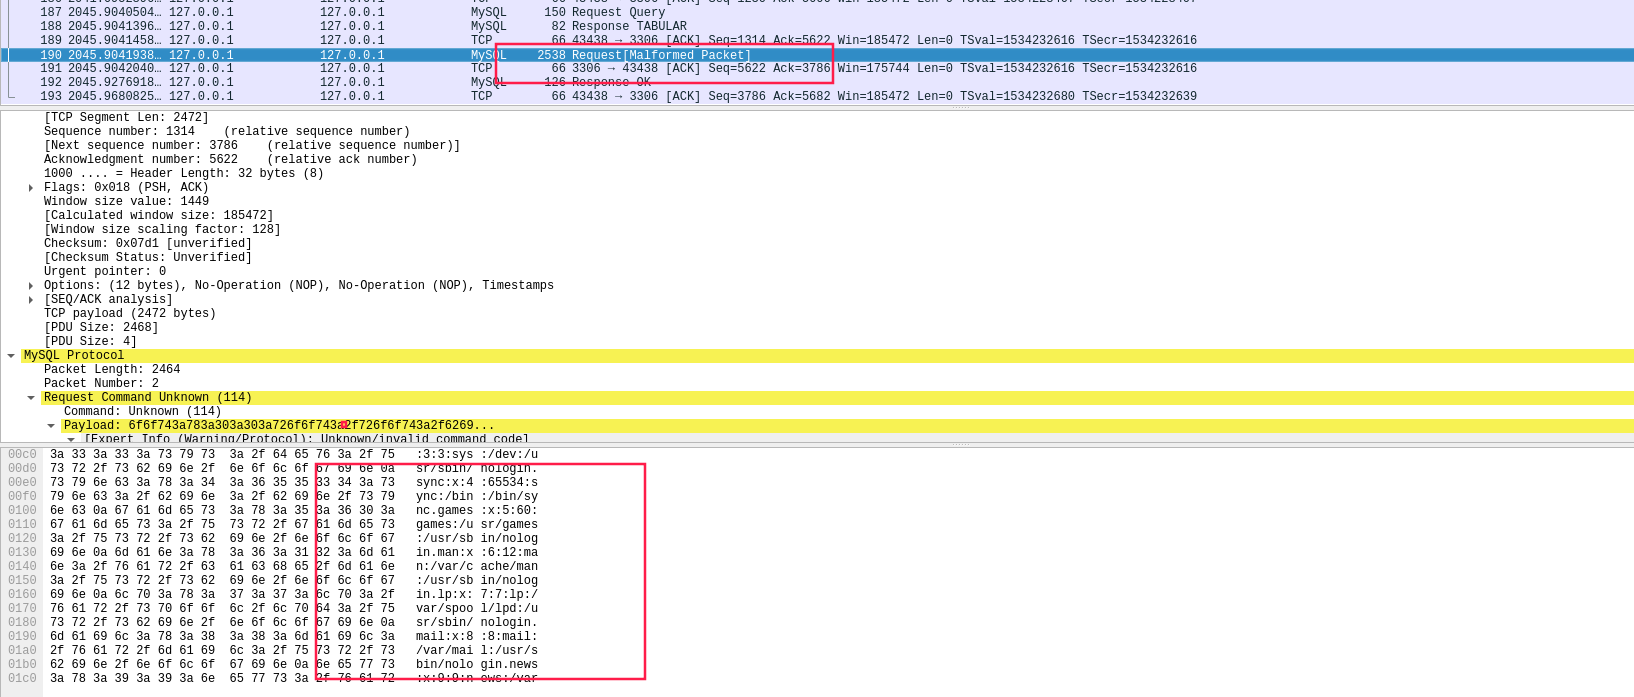 187 2045.9040504… 127.0.0.1 127.0.0.1 MySQL 150 Request Query
188 2045.9041396… 127.0.0.1 127.0.0.1 MySQL 82 Response TABULAR
189 2045.9041458… 127.0.0.1 127.0.0.1 TCP 66 43438 → 3306 [ACK] Seq=1314 Ack=5622 Win=185472 Len=0 TSval=1534232616 TSecr=1534232616
190 2045.9041938… 127.0.0.1 127.0.0.1 MySQL 2538 Request[Malformed Packet]
191 2045.9042040… 127.0.0.1 127.0.0.1 TCP 66 3306 → 43438 [ACK] Seq=5622 Ack=3786 Win=175744 Len=0 TSval=1534232616 TSecr=1534232616
192 2045.9276918… 127.0.0.1 127.0.0.1 MySQL 126 Response OK
193 2045.9680825… 127.0.0.1 127.0.0.1 TCP 66 43438 → 3306 [ACK] Seq=3786 Ack=5682 Win=185472 Len=0 TSval=1534232680 TSecr=1534232639
[TCP Segment Len: 2472]
Sequence number: 1314 (relative sequence number)
[Next sequence number: 3786 (relative sequence number)]
Acknowledgment number: 5622 (relative ack number)
1000 .... = Header Length: 32 bytes (8)
Flags: 0x018 (PSH, ACK)
Window size value: 1449
[Calculated window size: 185472]
[Window size scaling factor: 128]
Checksum: 0x07d1 [unverified]
[Checksum Status: Unverified]
Urgent pointer: 0
Options: (12 bytes), No-Operation (NOP), No-Operation (NOP), Timestamps
[SEQ/ACK analysis]
TCP payload (2472 bytes)
[PDU Size: 2468]
[PDU Size: 4]
MySQL Protocol
Packet Length: 2464
Packet Number: 2
Request Command Unknown (114)
Command: Unknown (114)
Payload: 6f6f743a783a303a303a726f6f743a2f726f6f743a2f6269...
[Expert Info (Warning/Protocol): Unknown/invalid command code]
00c0 3a 33 3a 33 3a 73 79 73 3a 2f 64 65 76 3a 2f 75 :3:3:sys :/dev:/u
00d0 73 72 2f 73 62 69 6e 2f 6e 6f 6c 6f 67 69 6e 0a sr/sbin/ nologin.
00e0 73 79 6e 63 3a 78 3a 34 3a 36 35 35 33 34 3a 73 sync:x:4 :65534:s
00f0 79 6e 63 3a 2f 62 69 6e 3a 2f 62 69 6e 2f 73 79 ync:/bin :/bin/sy
0100 6e 63 0a 67 61 6d 65 73 3a 78 3a 35 3a 36 30 3a nc.games :x:5:60:
0110 67 61 6d 65 73 3a 2f 75 73 72 2f 67 61 6d 65 73 games:/u sr/games
0120 3a 2f 75 73 72 2f 73 62 69 6e 2f 6e 6f 6c 6f 67 :/usr/sb in/nolog
0130 69 6e 0a 6d 61 6e 3a 78 3a 36 3a 31 32 3a 6d 61 in.man:x :6:12:ma
0140 6e 3a 2f 76 61 72 2f 63 61 63 68 65 2f 6d 61 6e n:/var/c ache/man
0150 3a 2f 75 73 72 2f 73 62 69 6e 2f 6e 6f 6c 6f 67 :/usr/sb in/nolog
0160 69 6e 0a 6c 70 3a 78 3a 37 3a 37 3a 6c 70 3a 2f in.lp:x: 7:7:lp:/
0170 76 61 72 2f 73 70 6f 6f 6c 2f 6c 70 64 3a 2f 75 var/spoo l/lpd:/u
0180 73 72 2f 73 62 69 6e 2f 6e 6f 6c 6f 67 69 6e 0a sr/sbin/ nologin.
0190 6d 61 69 6c 3a 78 3a 38 3a 38 3a 6d 61 69 6c 3a mail:x:8 :8:mail:
01a0 2f 76 61 72 2f 6d 61 69 6c 3a 2f 75 73 72 2f 73 /var/mai l:/usr/s
01b0 62 69 6e 2f 6e 6f 6c 6f 67 69 6e 0a 6e 65 77 73 bin/nolo gin.news
01c0 3a 78 3a 39 3a 39 3a 6e 65 77 73 3a 2f 76 61 72 :x:9:9:n ews:/var